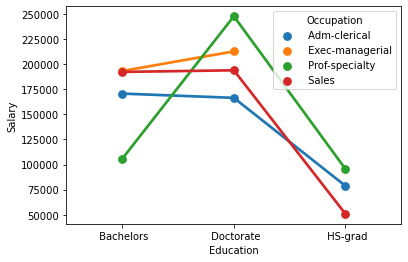 250000
225000
200000
175000
150000
125000
100000
75000
50000
Salary
Occupation
Adm-clerical
Exec-managerial
Prof-specialty
Sales
Bachelors
Doctorate
HS-grad
Education